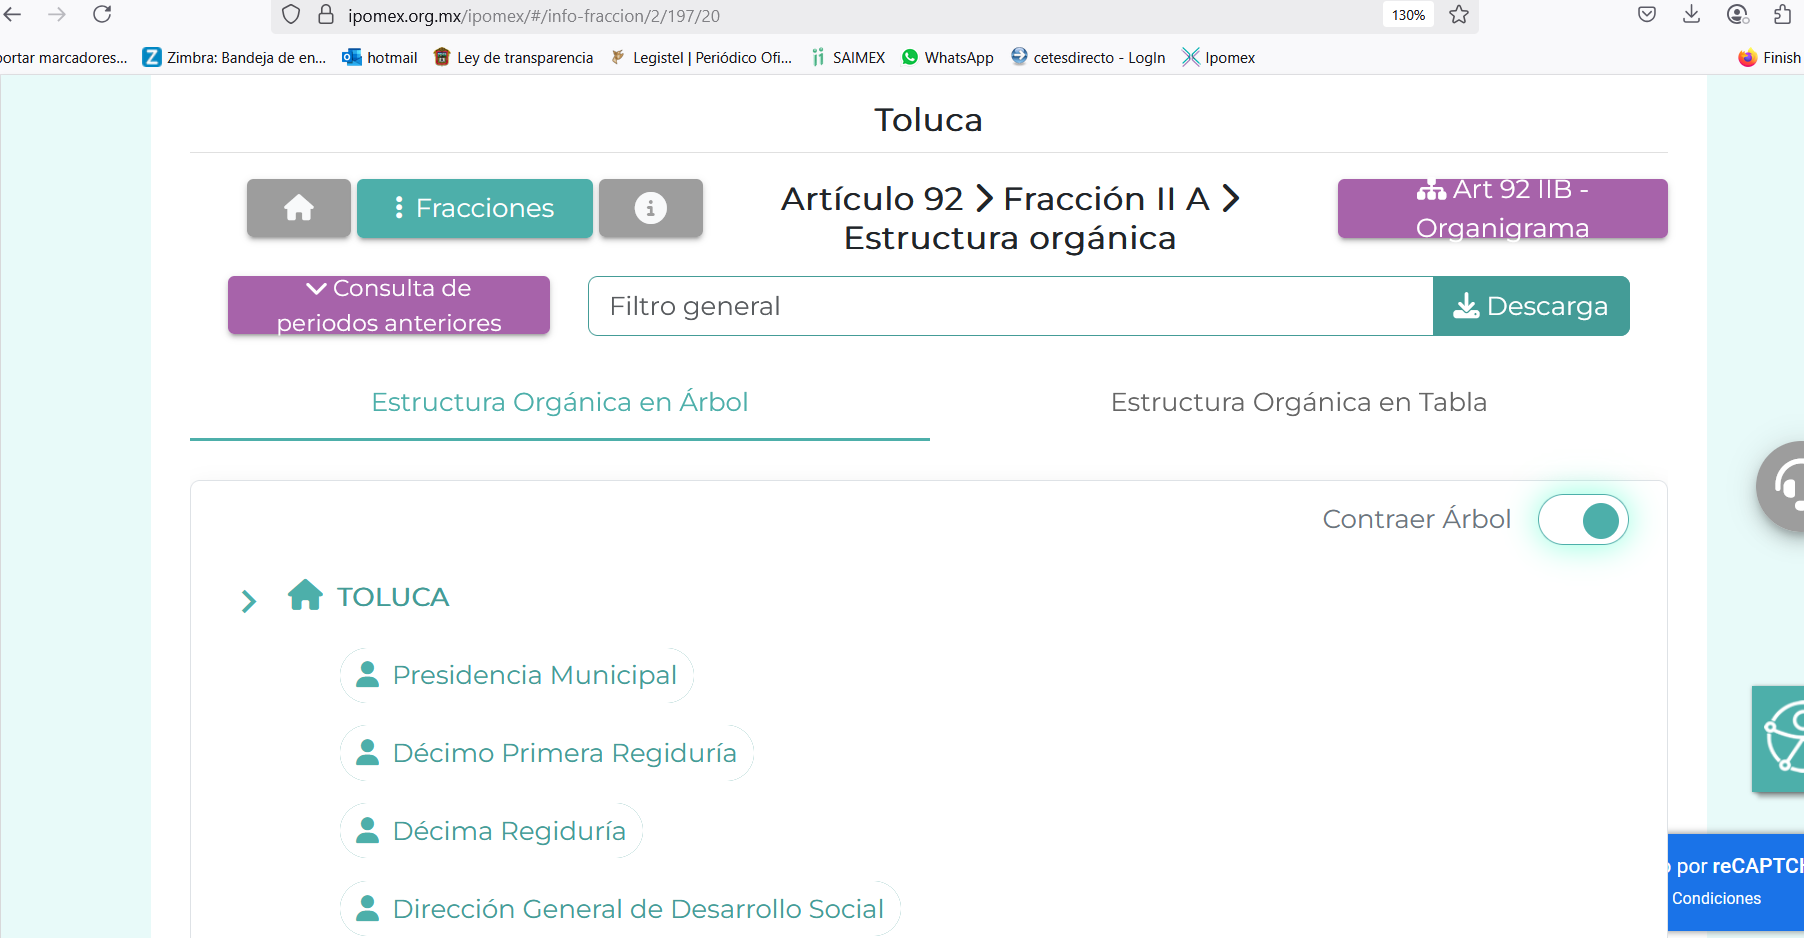 ipomex.org.mx/ipomex/#/info-fraccion/2/197/20
130%
ortar marcadores...
Zimbra: Bandeja de en...
hotmail
Ley de transparencia
Legistel | Periódico Ofi...
SAIMEX
WhatsApp
cetesdirecto - LogIn
Ipomex
Finish
Toluca
Fracciones
Artículo 92 > Fracción II A >
Estructura orgánica
Art 92 IIB -
Organigrama
Consulta de
periodos anteriores
Filtro general
Descarga
Estructura Orgánica en Árbol
Estructura Orgánica en Tabla
Contraer Árbol
TOLUCA
Presidencia Municipal
Décimo Primera Regiduría
Décima Regiduría
Dirección General de Desarrollo Social
por reCAPTCH
Condiciones